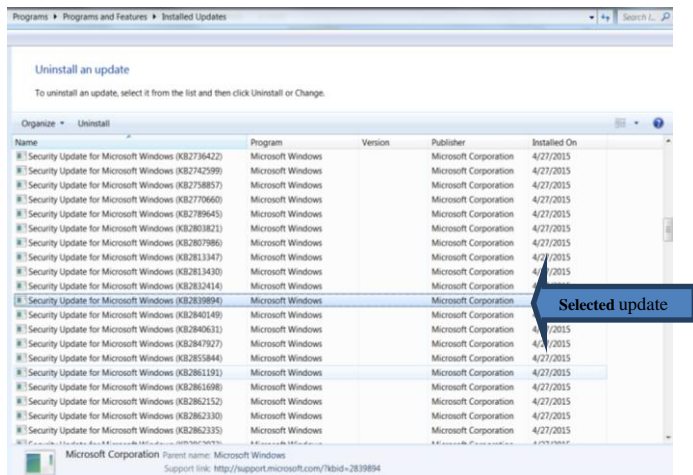 Programs ▸ Programs and Features ▸ Installed Updates Search I...
Uninstall an update
To uninstall an update, select it from the list and then click Uninstall or Change.
Organize Uninstall
Name Program Version Publisher Installed On
Security Update for Microsoft Windows (KB2736422) Microsoft Windows Microsoft Corporation 4/27/2015
Security Update for Microsoft Windows (KB2742599) Microsoft Windows Microsoft Corporation 4/27/2015
Security Update for Microsoft Windows (KB2758857) Microsoft Windows Microsoft Corporation 4/27/2015
Security Update for Microsoft Windows (KB2770660) Microsoft Windows Microsoft Corporation 4/27/2015
Security Update for Microsoft Windows (KB2789645) Microsoft Windows Microsoft Corporation 4/27/2015
Security Update for Microsoft Windows (KB2803821) Microsoft Windows Microsoft Corporation 4/27/2015
Security Update for Microsoft Windows (KB2807986) Microsoft Windows Microsoft Corporation 4/27/2015
Security Update for Microsoft Windows (KB2813347) Microsoft Windows Microsoft Corporation 4/27/2015
Security Update for Microsoft Windows (KB2813430) Microsoft Windows Microsoft Corporation
Security Update for Microsoft Windows (KB2832414) Microsoft Windows Microsoft Corporation
Security Update for Microsoft Windows (KB2839894) Microsoft Windows Microsoft Corporation Selected update
Security Update for Microsoft Windows (KB2840149) Microsoft Windows Microsoft Corporation
Security Update for Microsoft Windows (KB2840631) Microsoft Windows Microsoft Corporation
Security Update for Microsoft Windows (KB2847927) Microsoft Windows Microsoft Corporation
Security Update for Microsoft Windows (KB2855844) Microsoft Windows Microsoft Corporation 4/27/2015
Security Update for Microsoft Windows (KB2861191) Microsoft Windows Microsoft Corporation 4/27/2015
Security Update for Microsoft Windows (KB2861698) Microsoft Windows Microsoft Corporation 4/27/2015
Security Update for Microsoft Windows (KB2862152) Microsoft Windows Microsoft Corporation 4/27/2015
Security Update for Microsoft Windows (KB2862330) Microsoft Windows Microsoft Corporation 4/27/2015
Security Update for Microsoft Windows (KB2862335) Microsoft Windows Microsoft Corporation 4/27/2015
Microsoft Corporation Parent name: Microsoft Windows
Support link: http://support.microsoft.com/?kbid=2839894